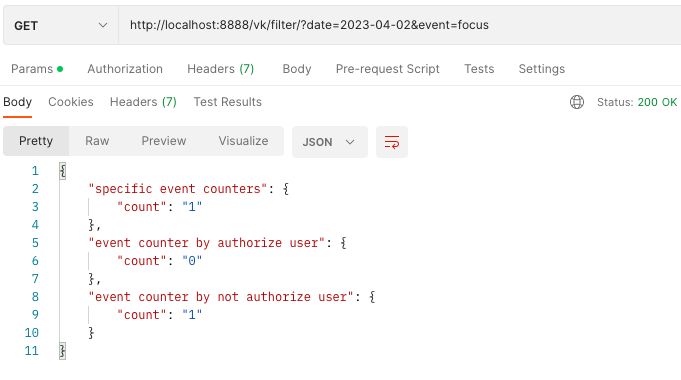 GET http://localhost:8888/vk/filter/?date=2023-04-02&event=focus
Params Authorization Headers (7) Body Pre-request Script Tests Settings
Body Cookies Headers (7) Test Results Status: 200 OK
Pretty Raw Preview Visualize JSON
1 {
2 "specific event counters": {
3 "count": "1"
4 },
5 "event counter by authorize user": {
6 "count": "0"
7 },
8 "event counter by not authorize user": {
9 "count": "1"
10 }
11 }